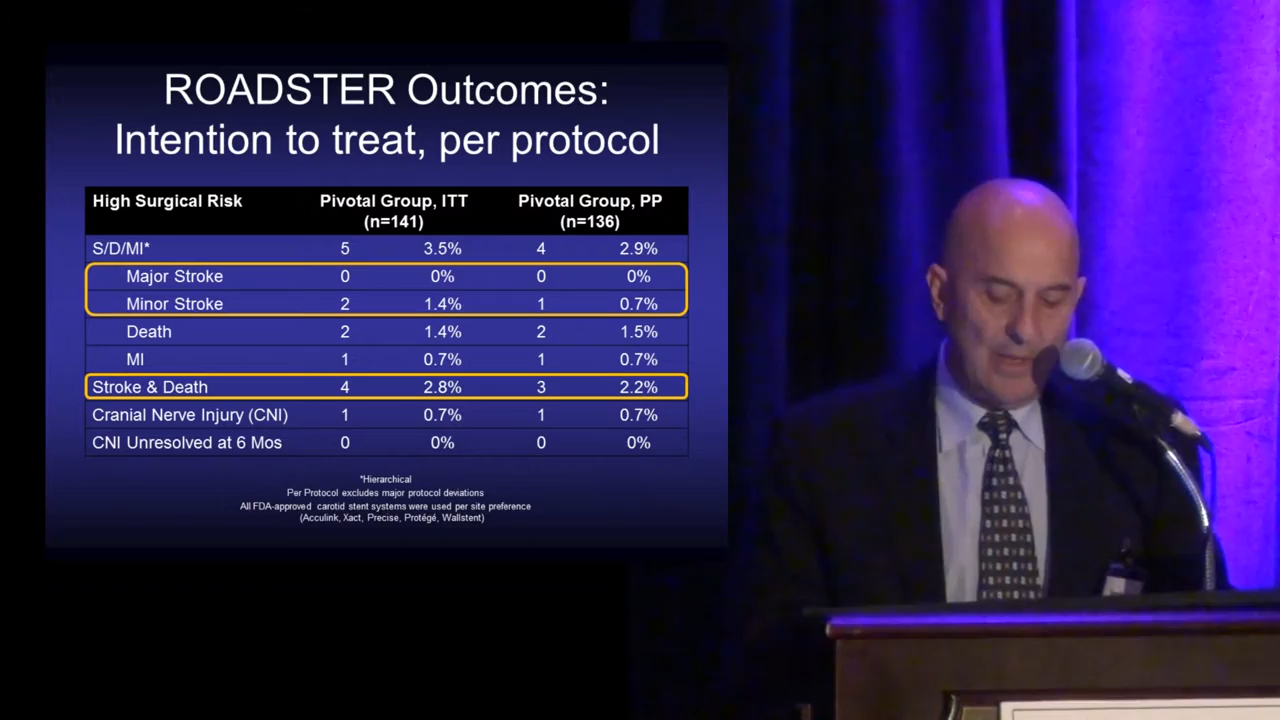 ROADSTER Outcomes:
Intention to treat, per protocol
High Surgical Risk Pivotal Group, ITT (n=141) Pivotal Group, PP (n=136)
S/D/MI* 5 3.5% 4 2.9%
Major Stroke 0 0% 0 0%
Minor Stroke 2 1.4% 1 0.7%
Death 2 1.4% 2 1.5%
MI 1 0.7% 1 0.7%
Stroke & Death 4 2.8% 3 2.2%
Cranial Nerve Injury (CNI) 1 0.7% 1 0.7%
CNI Unresolved at 6 Mos 0 0% 0 0%
*Hierarchical
Per Protocol excludes major protocol deviations
All FDA-approved carotid stent systems were used per site preference
(Acculink, Xact, Precise, Protégé, Wallstent)